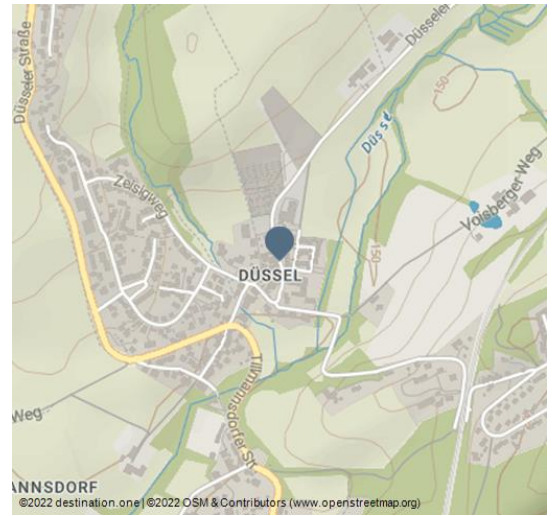 Düsseler Straße
Düsseler
150
Düssel
Zeisigweg
Voisberger Weg
150
DÜSSEL
Tillmannsdorfer Str
Weg
ANNSDORF
©2022 destination.one | ©2022 OSM & Contributors (www.openstreetmap.org)